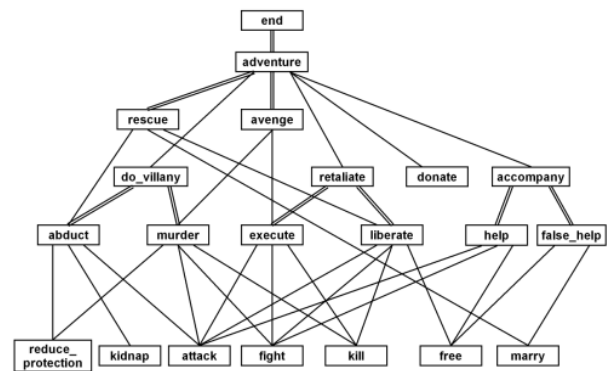 end
adventure
rescue
avenge
do_villany
retaliate
donate
accompany
abduct
murder
execute
liberate
help
false_help
reduce_
protection
kidnap
attack
fight
kill
free
marry